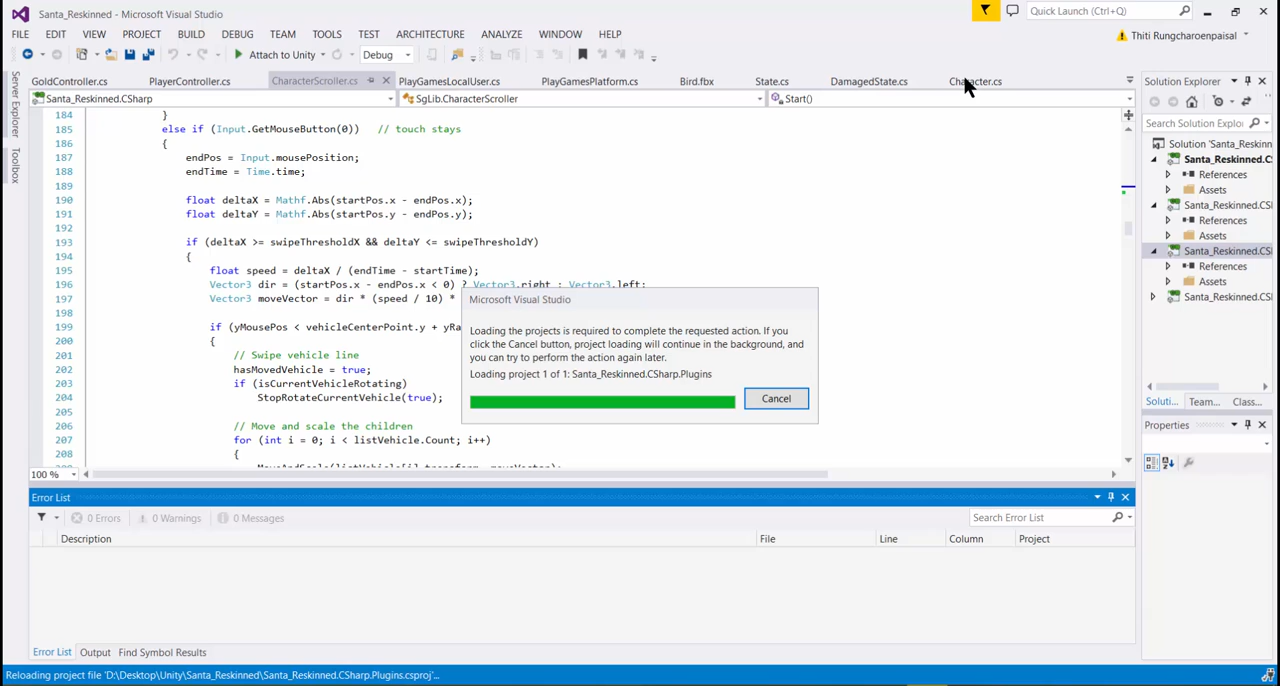 Santa_Reskinned - Microsoft Visual Studio
Quick Launch (Ctrl+Q)
FILE EDIT VIEW PROJECT BUILD DEBUG TEAM TOOLS TEST ARCHITECTURE ANALYZE WINDOW HELP
Thiti Rungcharoenpaisal
Attach to Unity Debug
GoldController.cs PlayerController.cs CharacterScroller.cs PlayGamesLocalUser.cs PlayGamesPlatform.cs Bird.fbx State.cs DamagedState.cs Character.cs
Santa_Reskinned.CSharp SgLib.CharacterScroller Start()
Server Explorer
Toolbox
184 }
185 else if (Input.GetMouseButton(0)) // touch stays
186 {
187 endPos = Input.mousePosition;
188 endTime = Time.time;
189
190 float deltaX = Mathf.Abs(startPos.x - endPos.x);
191 float deltaY = Mathf.Abs(startPos.y - endPos.y);
192
193 if (deltaX >= swipeThresholdX && deltaY <= swipeThresholdY)
194 {
195 float speed = deltaX / (endTime - startTime);
196 Vector3 dir = (startPos.x - endPos.x < 0) ? Vector3.right : Vector3.left;
197 Vector3 moveVector = dir * (speed / 10) *
198
199 if (yMousePos < vehicleCenterPoint.y + yRa
200 {
201 // Swipe vehicle line
202 hasMovedVehicle = true;
203 if (isCurrentVehicleRotating)
204 StopRotateCurrentVehicle(true);
205
206 // Move and scale the children
207 for (int i = 0; i < listVehicle.Count; i++)
208 {
MoveAndScale(listVehicle[i].transform, moveVector);
100 %
Microsoft Visual Studio
Loading the projects is required to complete the requested action. If you
click the Cancel button, project loading will continue in the background, and
you can try to perform the action again later.
Loading project 1 of 1: Santa_Reskinned.CSharp.Plugins
Cancel
Solution Explorer
Search Solution Explo
Solution 'Santa_Reskinn
Santa_Reskinned.C
References
Assets
Santa_Reskinned.CS
References
Assets
Santa_Reskinned.CS
References
Assets
Santa_Reskinned.CS
Soluti... Team... Class...
Properties
Error List
0 Errors 0 Warnings 0 Messages
Search Error List
Description File Line Column Project
Error List Output Find Symbol Results
Reloading project file 'D:\Desktop\Unity\Santa_Reskinned\Santa_Reskinned.CSharp.Plugins.csproj'...